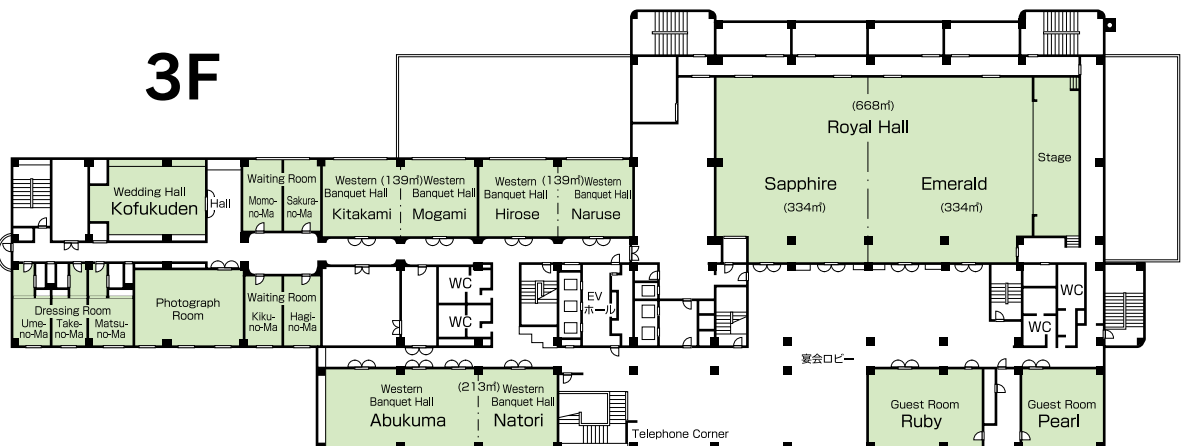 3F
(668㎡)
Royal Hall
Stage
Sapphire
(334㎡)
Emerald
(334㎡)
Wedding Hall
Kofukuden
Hall
Waiting Room
Momo-
no-Ma
Sakura-
no-Ma
Western
Banquet Hall
Kitakami
(139㎡)
Western
Banquet Hall
Mogami
Western
Banquet Hall
Hirose
(139㎡)
Western
Banquet Hall
Naruse
Dressing Room
Ume-
no-Ma
Take-
no-Ma
Matsu-
no-Ma
Photograph
Room
Waiting Room
Kiku-
no-Ma
Hagi-
no-Ma
WC
WC
EV
ホール
WC
WC
宴会ロビー
Western
Banquet Hall
Abukuma
(213㎡)
Western
Banquet Hall
Natori
Telephone Corner
Guest Room
Ruby
Guest Room
Pearl